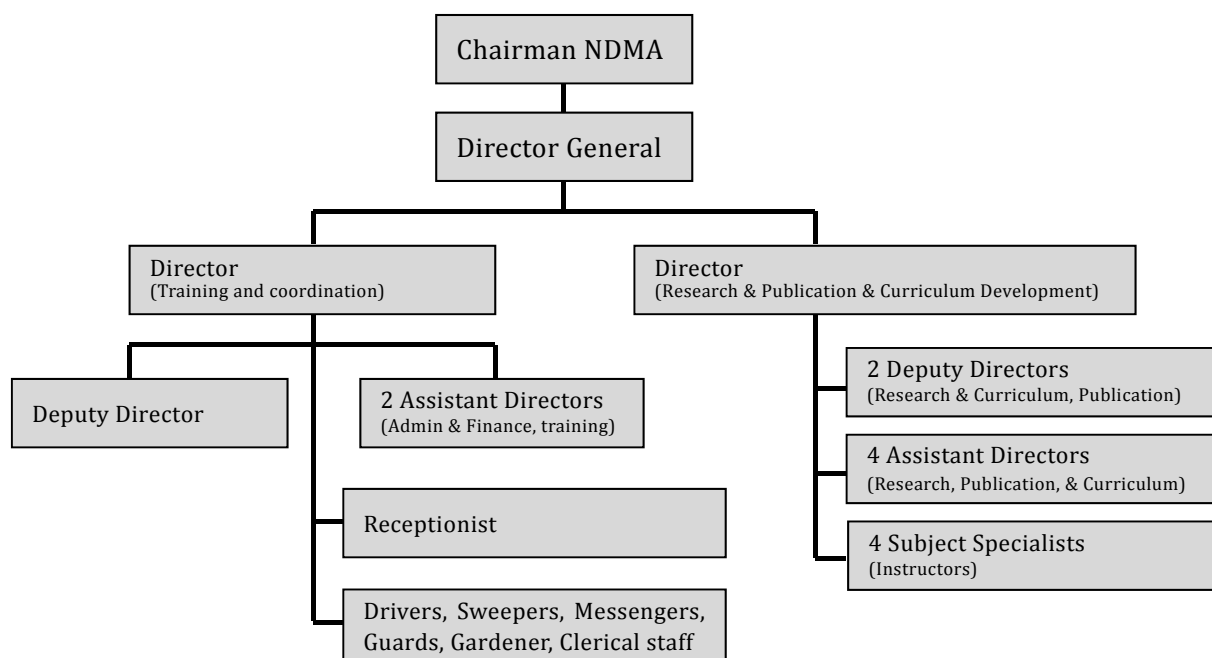 Chairman NDMA
Director General
Director
(Training and coordination)
Director
(Research & Publication & Curriculum Development)
Deputy Director
2 Assistant Directors
(Admin & Finance, training)
2 Deputy Directors
(Research & Curriculum, Publication)
4 Assistant Directors
(Research, Publication, & Curriculum)
Receptionist
4 Subject Specialists
(Instructors)
Drivers, Sweepers, Messengers,
Guards, Gardener, Clerical staff